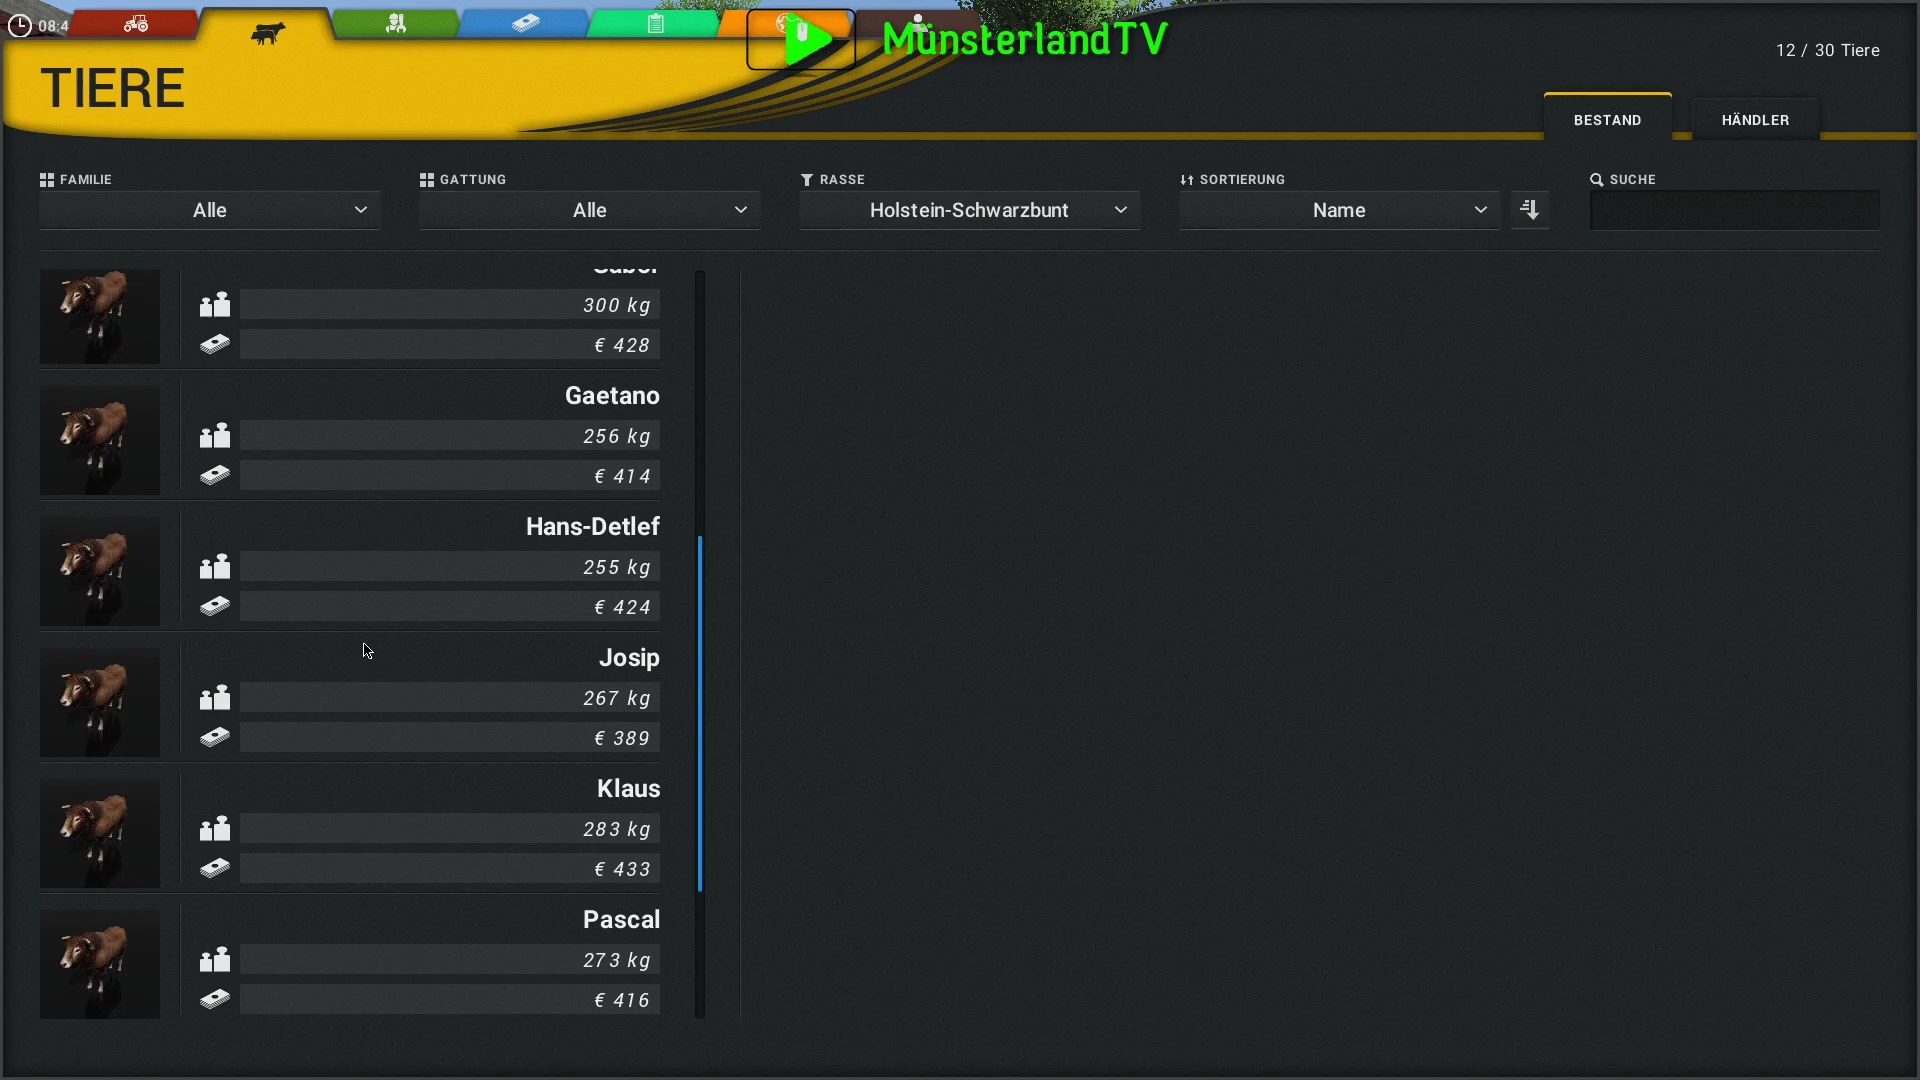 08:4
MünsterlandTV
12 / 30 Tiere
TIERE
BESTAND
HÄNDLER
FAMILIE
GATTUNG
RASSE
SORTIERUNG
SUCHE
Alle
Alle
Holstein-Schwarzbunt
Name
300 kg
€ 428
Gaetano
256 kg
€ 414
Hans-Detlef
255 kg
€ 424
Josip
267 kg
€ 389
Klaus
283 kg
€ 433
Pascal
273 kg
€ 416